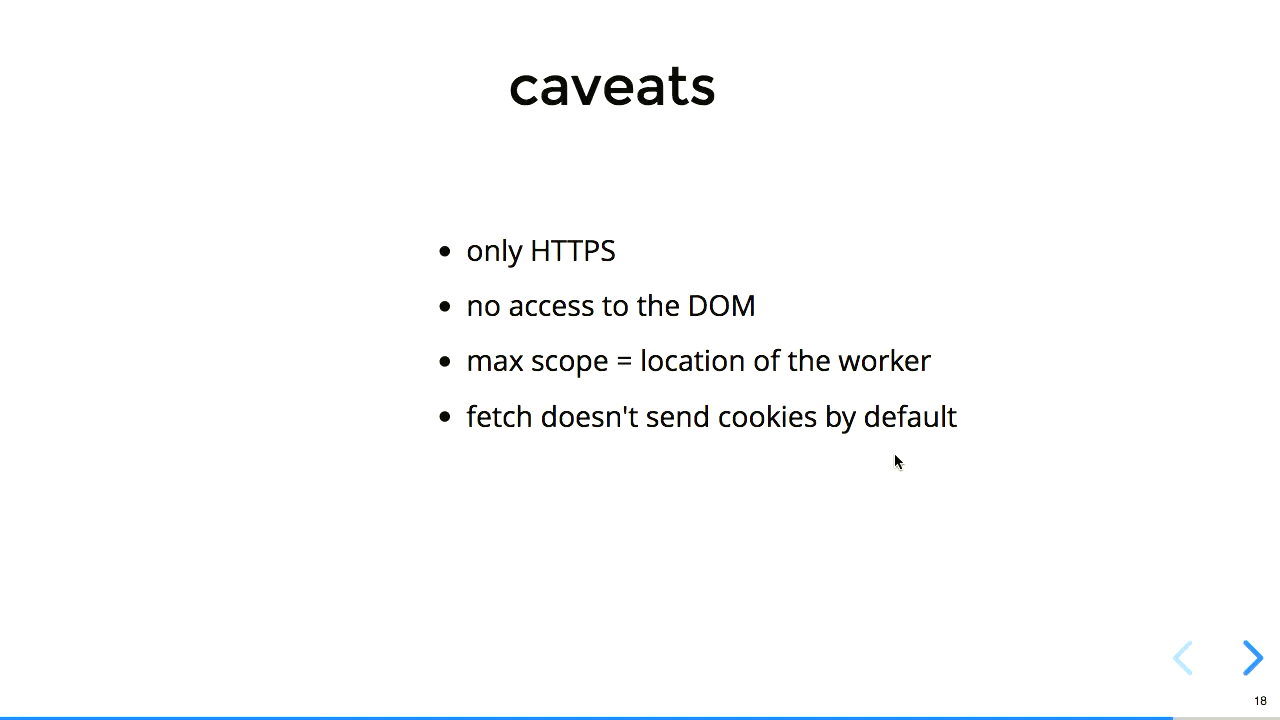 caveats
only HTTPS
no access to the DOM
max scope = location of the worker
fetch doesn't send cookies by default
18